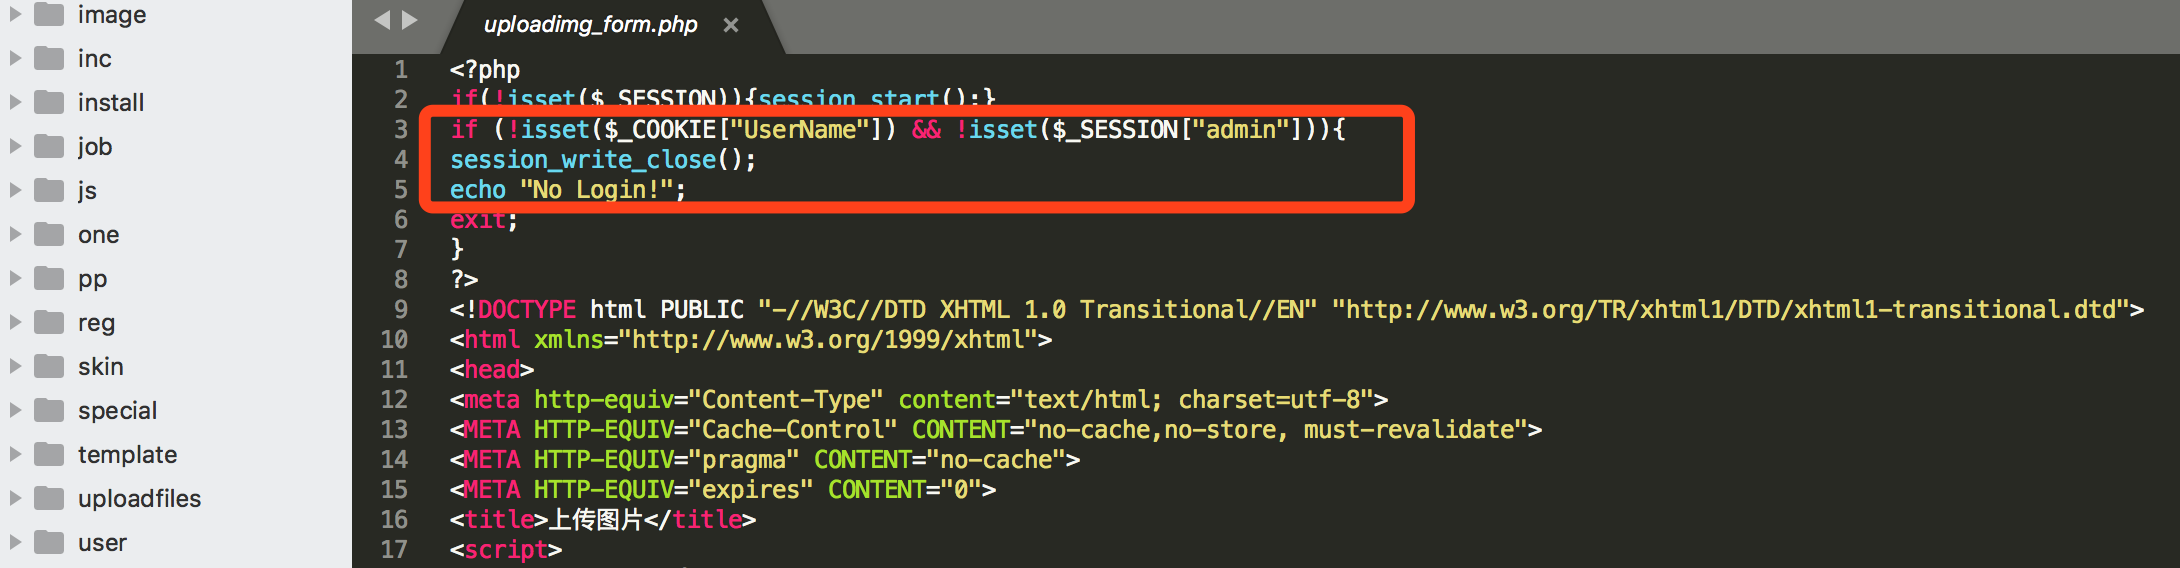 image
inc
install
job
js
one
pp
reg
skin
special
template
uploadfiles
user
uploadimg_form.php ×
1 <?php
2 if(!isset($_SESSION)){session_start();}
3 if (!isset($_COOKIE["UserName"]) && !isset($_SESSION["admin"])){
4 session_write_close();
5 echo "No Login!";
6 exit;
7 }
8 ?>
9 <!DOCTYPE html PUBLIC "-//W3C//DTD XHTML 1.0 Transitional//EN" "http://www.w3.org/TR/xhtml1/DTD/xhtml1-transitional.dtd">
10 <html xmlns="http://www.w3.org/1999/xhtml">
11 <head>
12 <meta http-equiv="Content-Type" content="text/html; charset=utf-8">
13 <META HTTP-EQUIV="Cache-Control" CONTENT="no-cache,no-store, must-revalidate">
14 <META HTTP-EQUIV="pragma" CONTENT="no-cache">
15 <META HTTP-EQUIV="expires" CONTENT="0">
16 <title>上传图片</title>
17 <script>